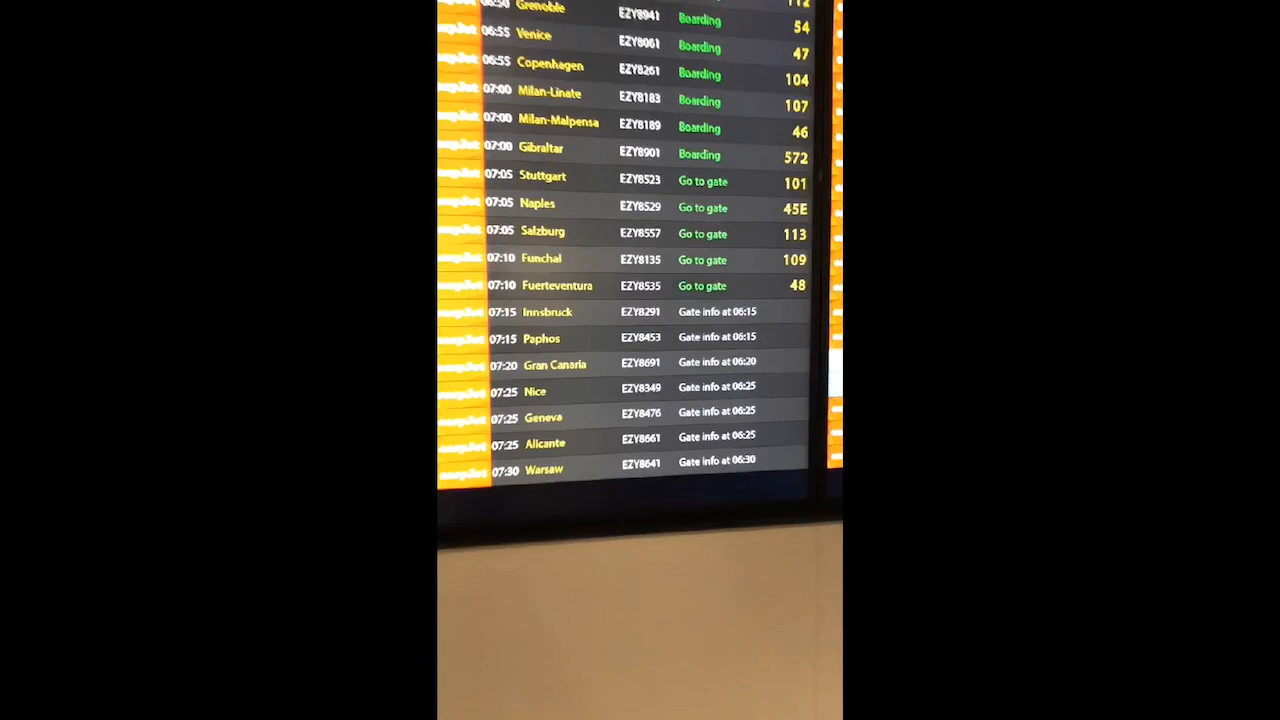 06:50 Grenoble EZY8941 Boarding 54
06:55 Venice EZY8061 Boarding 47
06:55 Copenhagen EZY8261 Boarding 104
07:00 Milan-Linate EZY8183 Boarding 107
07:00 Milan-Malpensa EZY8189 Boarding 46
07:00 Gibraltar EZY8901 Boarding 572
07:05 Stuttgart EZY8523 Go to gate 101
07:05 Naples EZY8529 Go to gate 45E
07:05 Salzburg EZY8557 Go to gate 113
07:10 Funchal EZY8135 Go to gate 109
07:10 Fuerteventura EZY8535 Go to gate 48
07:15 Innsbruck EZY8291 Gate info at 06:15
07:15 Paphos EZY8453 Gate info at 06:15
07:20 Gran Canaria EZY8691 Gate info at 06:20
07:25 Nice EZY8349 Gate info at 06:25
07:25 Geneva EZY8476 Gate info at 06:25
07:25 Alicante EZY8661 Gate info at 06:25
07:30 Warsaw EZY8641 Gate info at 06:30